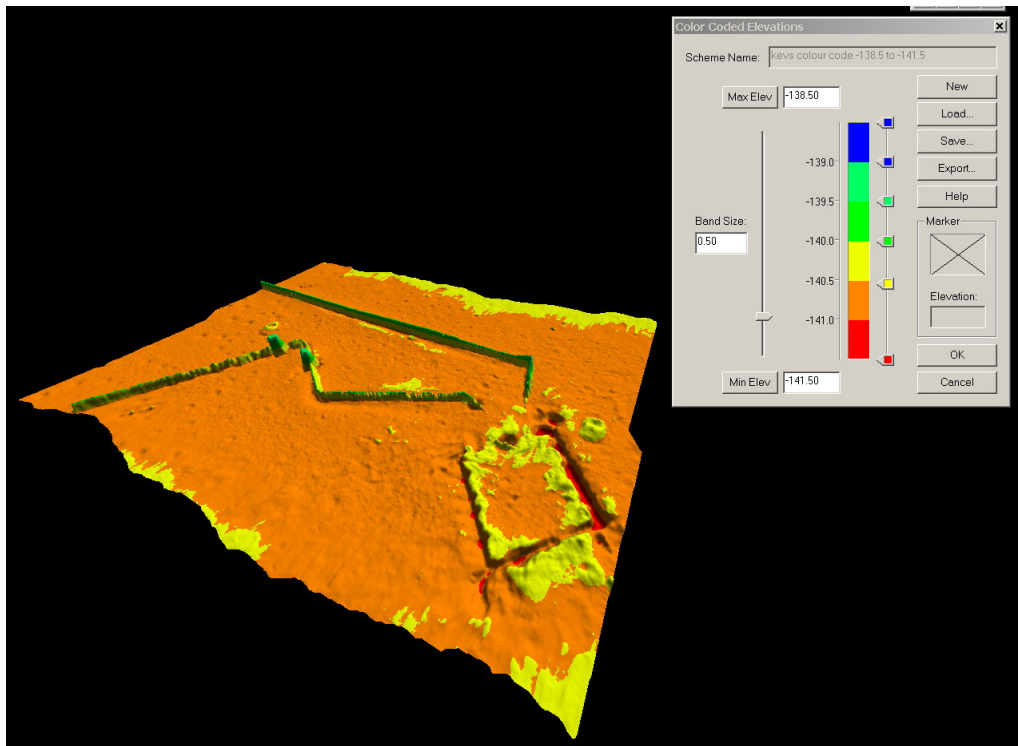 Color Coded Elevations
Scheme Name: kevs colour code -138.5 to -141.5
Max Elev -138.50
New
Load...
Save...
Export...
Help
-139.0
-139.5
-140.0
-140.5
-141.0
Band Size:
0.50
Marker
Elevation:
OK
Min Elev -141.50
Cancel